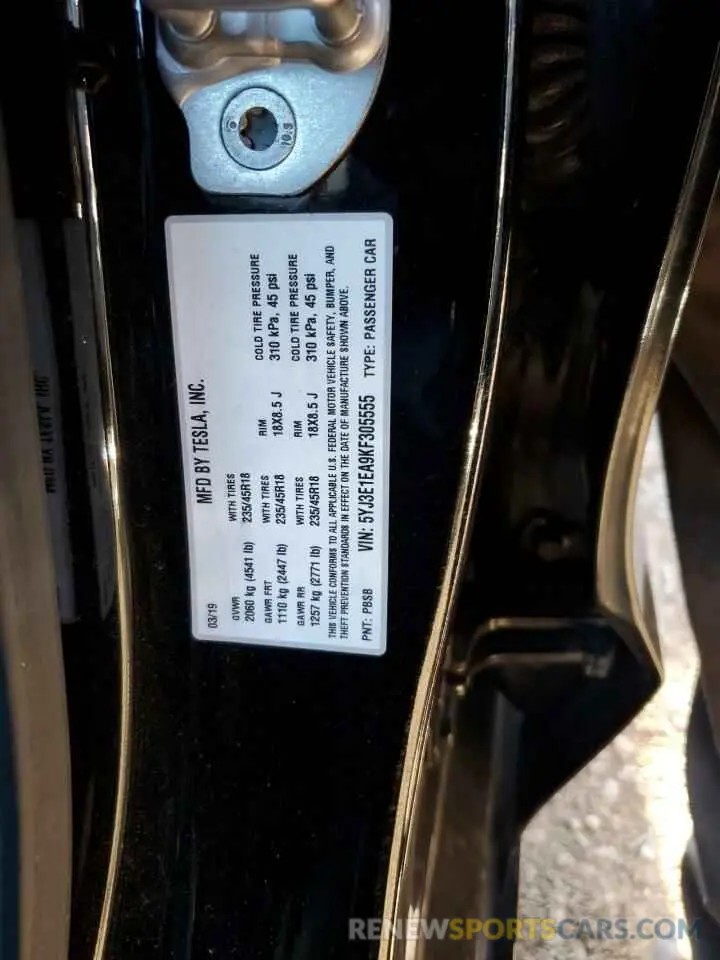 MFD BY TESLA, INC.
03/19
GVWR WITH TIRES COLD TIRE PRESSURE
2060 kg (4541 lb) 235/45R18 310 kPa, 45 psi
GAWR FRT WITH TIRES RIM COLD TIRE PRESSURE
1110 kg (2447 lb) 235/45R18 18X8.5 J 310 kPa, 45 psi
GAWR RR WITH TIRES RIM
1257 kg (2771 lb) 235/45R18 18X8.5 J
THIS VEHICLE CONFORMS TO ALL APPLICABLE U.S. FEDERAL MOTOR VEHICLE SAFETY, BUMPER, AND
THEFT PREVENTION STANDARDS IN EFFECT ON THE DATE OF MANUFACTURE SHOWN ABOVE.
PNT: PBSB VIN: 5YJ3E1EA9KF305555 TYPE: PASSENGER CAR
10.9
RENEWSPORTSCARS.COM